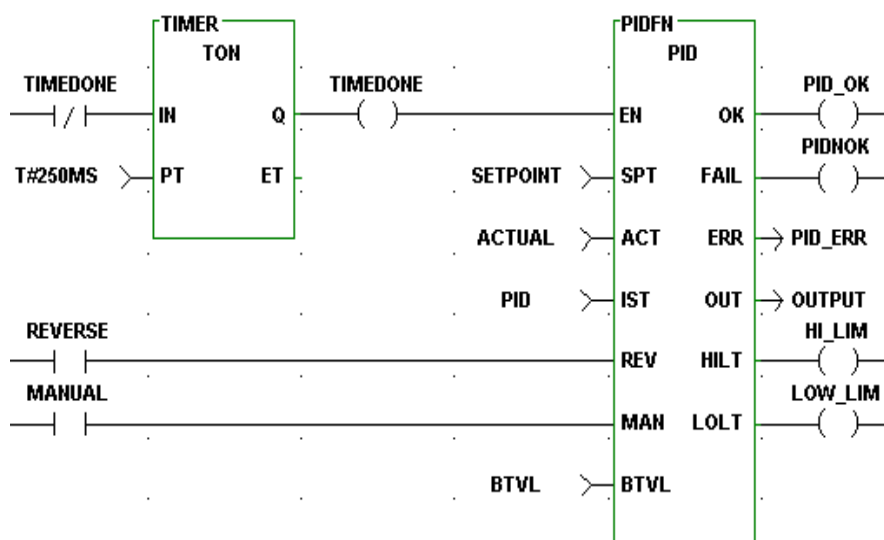 TIMER PIDFN
TON PID
TIMEDONE TIMEDONE PID_OK
IN Q EN OK
PIDNOK
T#250MS PT ET SETPOINT SPT FAIL
ACTUAL ACT ERR PID_ERR
PID IST OUT OUTPUT
REVERSE HI_LIM
REV HILT
MANUAL LOW_LIM
MAN LOLT
BTVL BTVL